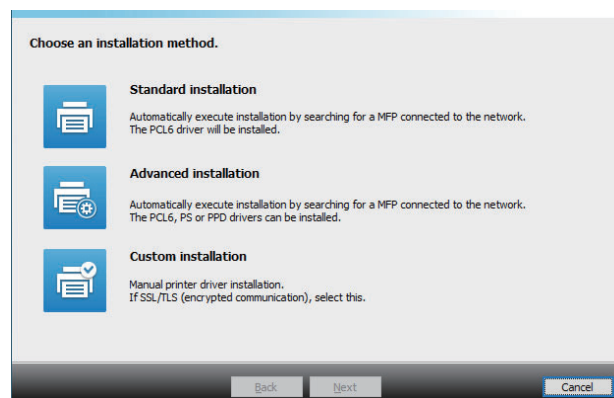 Choose an installation method.
Standard installation
Automatically execute installation by searching for a MFP connected to the network.
The PCL6 driver will be installed.
Advanced installation
Automatically execute installation by searching for a MFP connected to the network.
The PCL6, PS or PPD drivers can be installed.
Custom installation
Manual printer driver installation.
If SSL/TLS (encrypted communication), select this.
Back Next Cancel